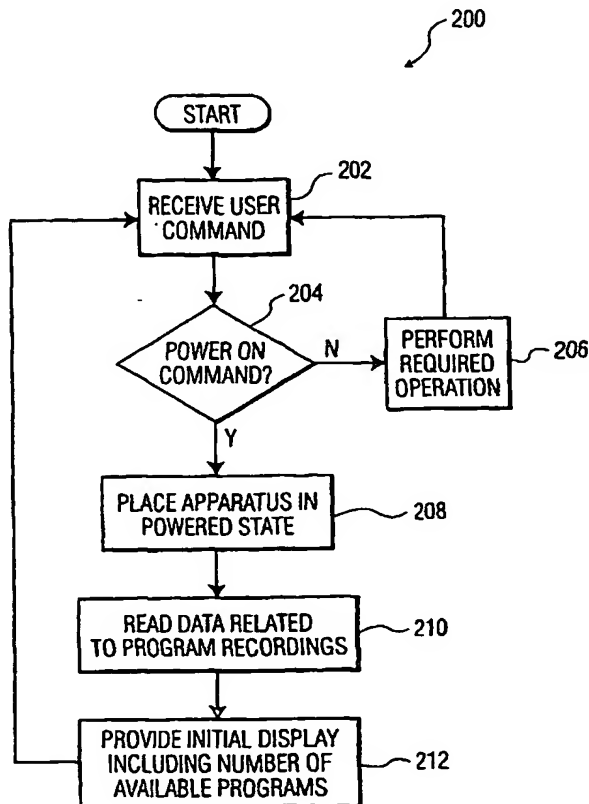 200
START
202
RECEIVE USER
COMMAND
204
POWER ON
COMMAND?
N
PERFORM
REQUIRED
OPERATION
206
Y
PLACE APPARATUS IN
POWERED STATE
208
READ DATA RELATED
TO PROGRAM RECORDINGS
210
PROVIDE INITIAL DISPLAY
INCLUDING NUMBER OF
AVAILABLE PROGRAMS
212